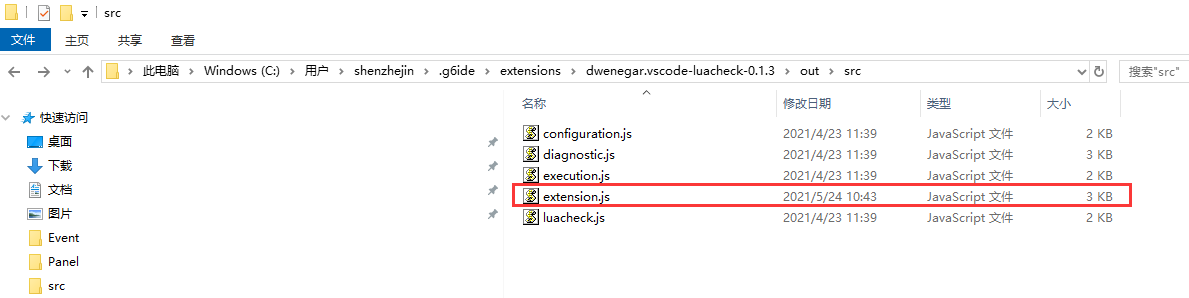 src
文件 主页 共享 查看
此电脑 Windows (C:) 用户 shenzhejin .g6ide extensions dwenegar.vscode-luacheck-0.1.3 out src 搜索"src"
名称 修改日期 类型 大小
快速访问
桌面
下载
文档
图片
Event
Panel
src
configuration.js 2021/4/23 11:39 JavaScript 文件 2 KB
diagnostic.js 2021/4/23 11:39 JavaScript 文件 3 KB
execution.js 2021/4/23 11:39 JavaScript 文件 2 KB
extension.js 2021/5/24 10:43 JavaScript 文件 3 KB
luacheck.js 2021/4/23 11:39 JavaScript 文件 2 KB